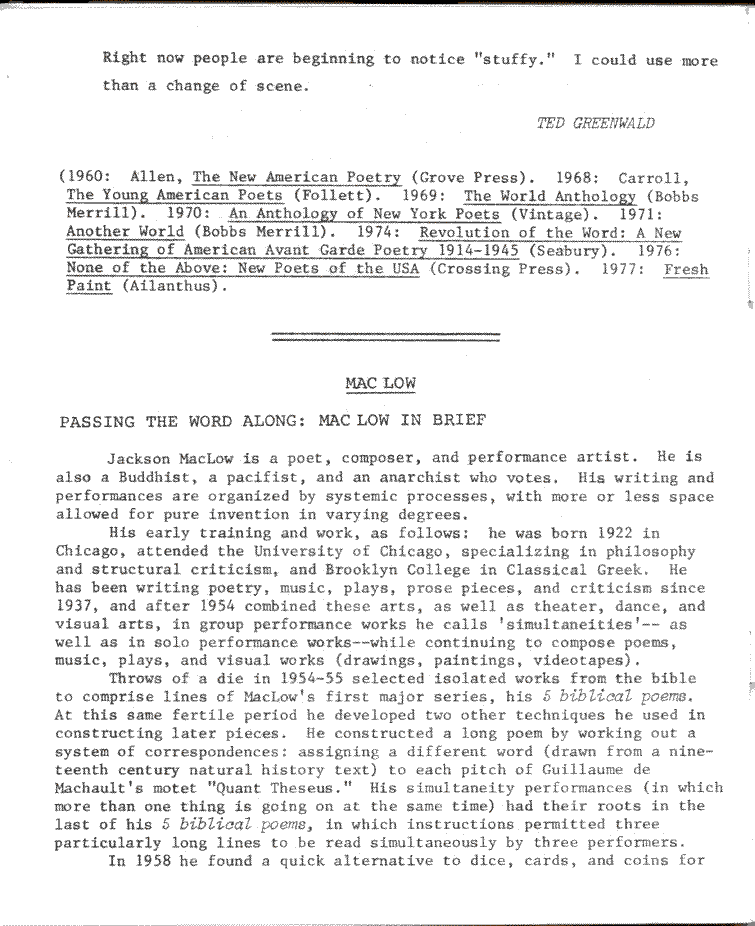 Right now people are beginning to notice "stuffy."  I could use more
than a change of scene.
TED GREENWALD
(1960:  Allen, The New American Poetry (Grove Press).  1968:  Carroll,
The Young American Poets (Follett).  1969:  The World Anthology (Bobbs
Merrill).  1970:  An Anthology of New York Poets (Vintage).  1971:
Another World (Bobbs Merrill).  1974:  Revolution of the Word: A New
Gathering of American Avant Garde Poetry 1914-1945 (Seabury).  1976:
None of the Above: New Poets of the USA (Crossing Press).  1977:  Fresh
Paint (Ailanthus).
MAC LOW
PASSING THE WORD ALONG: MAC LOW IN BRIEF
Jackson MacLow is a poet, composer, and performance artist.  He is
also a Buddhist, a pacifist, and an anarchist who votes.  His writing and
performances are organized by systemic processes, with more or less space
allowed for pure invention in varying degrees.
His early training and work, as follows:  he was born 1922 in
Chicago, attended the University of Chicago, specializing in philosophy
and structural criticism, and Brooklyn College in Classical Greek.  He
has been writing poetry, music, plays, prose pieces, and criticism since
1937, and after 1954 combined these arts, as well as theater, dance, and
visual arts, in group performance works he calls 'simultaneities'-- as
well as in solo performance works--while continuing to compose poems,
music, plays, and visual works (drawings, paintings, videotapes).
Throws of a die in 1954-55 selected isolated works from the bible
to comprise lines of MacLow's first major series, his 5 biblical poems.
At this same fertile period he developed two other techniques he used in
constructing later pieces.  He constructed a long poem by working out a
system of correspondences: assigning a different word (drawn from a nine-
teenth century natural history text) to each pitch of Guillaume de
Machault's motet "Quant Theseus."  His simultaneity performances (in which
more than one thing is going on at the same time) had their roots in the
last of his 5 biblical poems, in which instructions permitted three
particularly long lines to be read simultaneously by three performers.
In 1958 he found a quick alternative to dice, cards, and coins for